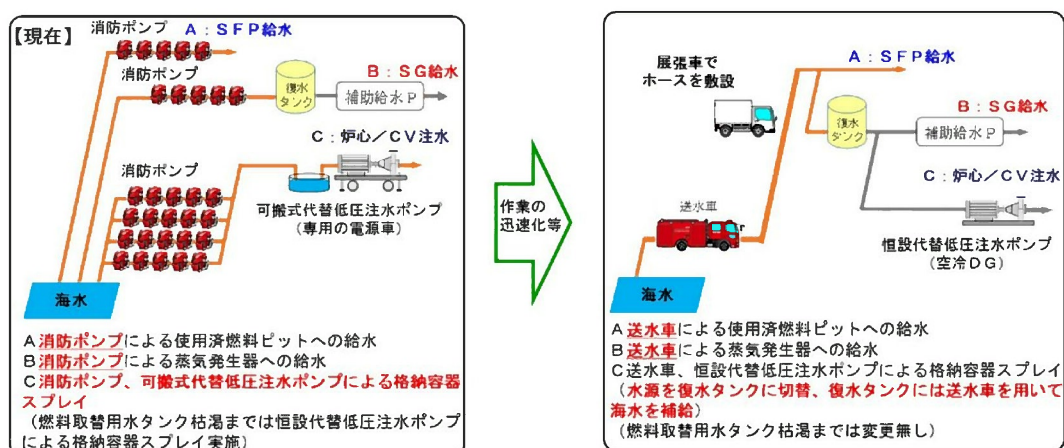 【現在】
消防ポンプ
A：SFP給水
消防ポンプ
復水
タンク
B：SG給水
補助給水P
C：炉心／CV注水
消防ポンプ
可搬式代替低圧注水ポンプ
（専用の電源車）
海水
A消防ポンプによる使用済燃料ピットへの給水
B消防ポンプによる蒸気発生器への給水
C消防ポンプ、可搬式代替低圧注水ポンプによる格納容器
スプレイ
（燃料取替用水タンク枯渇までは恒設代替低圧注水ポンプ
による格納容器スプレイ実施）
作業の
迅速化等
展張車で
ホースを敷設
A：SFP給水
復水
タンク
B：SG給水
補助給水P
C：炉心／CV注水
送水車
恒設代替低圧注水ポンプ
（空冷DG）
海水
A送水車による使用済燃料ピットへの給水
B送水車による蒸気発生器への給水
C送水車、恒設代替低圧注水ポンプによる格納容器スプレイ
（水源を復水タンクに切替、復水タンクには送水車を用いて
海水を補給）
（燃料取替用水タンク枯渇までは変更無し）